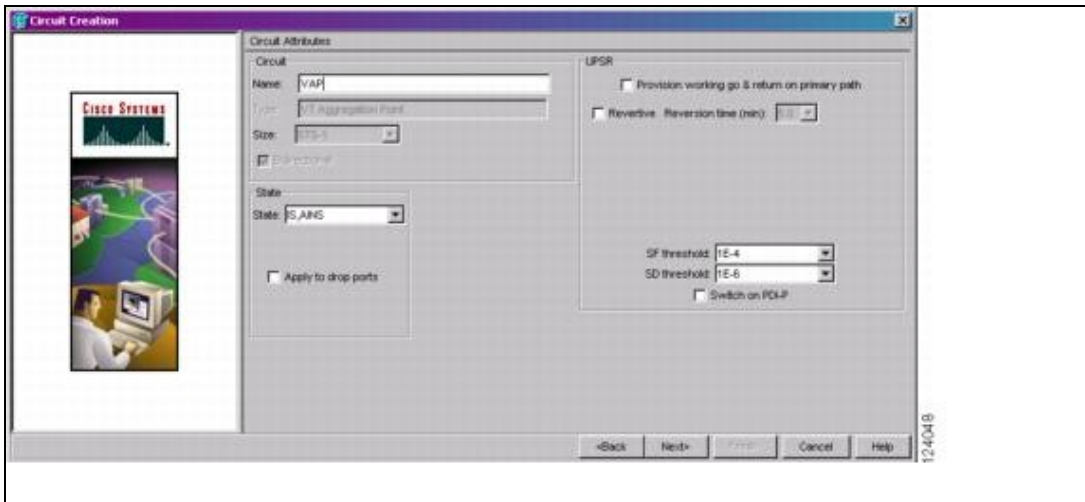 Circuit Creation
Circuit Attributes
Circuit
Name: VAP
Type: VT Aggregation Point
Size: STS-1
Bidirectional
State
State: IS,AINS
Apply to drop ports
UPSR
Provision working go & return on primary path
Revertive Reversion time (min): 5.0
SF threshold: 1E-4
SD threshold: 1E-6
Switch on PDI-P
CISCO SYSTEMS
<Back Next> Finish Cancel Help
124048